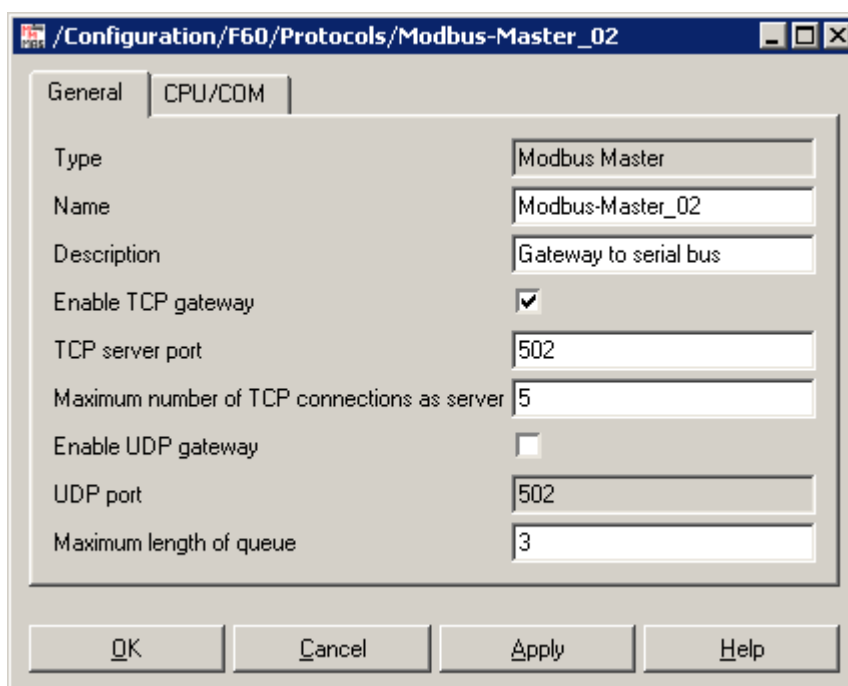 /Configuration/F60/Protocols/Modbus-Master_02
General CPU/COM
Type Modbus Master
Name Modbus-Master_02
Description Gateway to serial bus
Enable TCP gateway
TCP server port 502
Maximum number of TCP connections as server 5
Enable UDP gateway
UDP port 502
Maximum length of queue 3
OK Cancel Apply Help